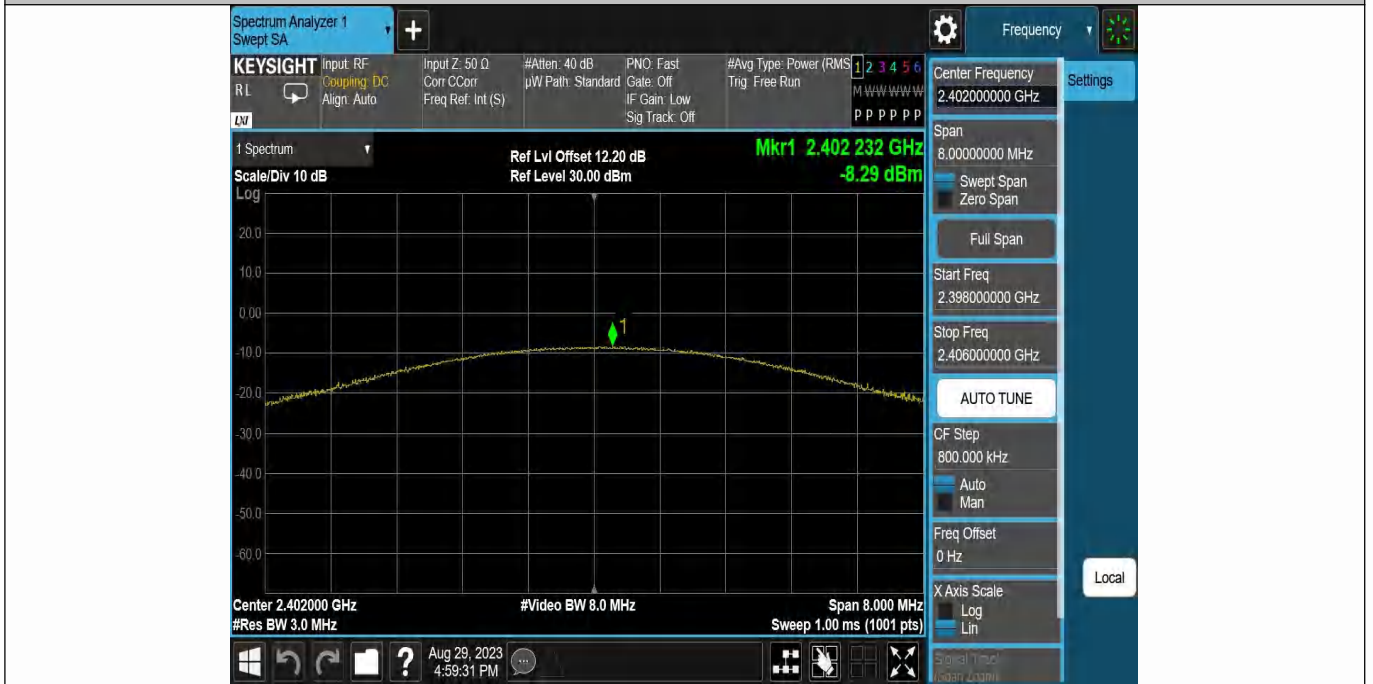 Spectrum Analyzer 1
Swept SA
+
Frequency
KEYSIGHT
RL
LXI
Input: RF
Coupling: DC
Align: Auto
Input Z: 50 Ω
Corr CCorr
Freq Ref: Int (S)
#Atten: 40 dB
µW Path: Standard
PNO: Fast
Gate: Off
IF Gain: Low
Sig Track: Off
#Avg Type: Power (RMS
Trig: Free Run
1 2 3 4 5 6
M W W W W W
P P P P P P
1 Spectrum
Scale/Div 10 dB
Ref Lvl Offset 12.20 dB
Ref Level 30.00 dBm
Mkr1 2.402 232 GHz
-8.29 dBm
Log
20.0
10.0
0.00
-10.0
-20.0
-30.0
-40.0
-50.0
-60.0
1
Center 2.402000 GHz
#Res BW 3.0 MHz
#Video BW 8.0 MHz
Span 8.000 MHz
Sweep 1.00 ms (1001 pts)
?
Aug 29, 2023
4:59:31 PM
Center Frequency
2.402000000 GHz
Settings
Span
8.00000000 MHz
Swept Span
Zero Span
Full Span
Start Freq
2.398000000 GHz
Stop Freq
2.406000000 GHz
AUTO TUNE
CF Step
800.000 kHz
Auto
Man
Freq Offset
0 Hz
X Axis Scale
Log
Lin
Signal Track
(Span Zoom)
Local